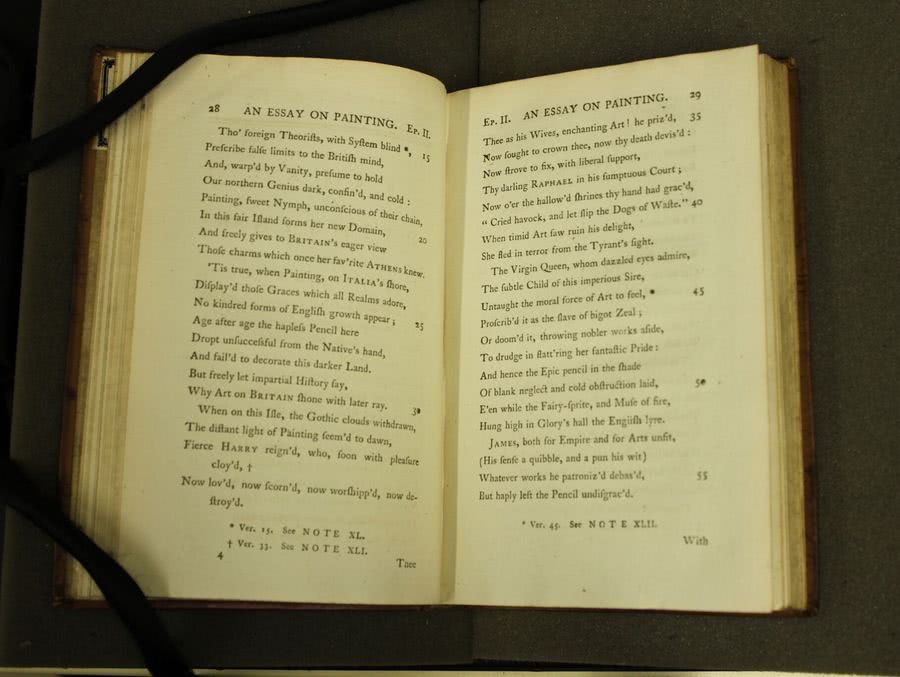 28 AN ESSAY ON PAINTING. Ep. II.
Tho' foreign Theoriſts, with Syſtem blind *, 15
Preſcribe falſe limits to the Britiſh mind,
And, warp'd by Vanity, preſume to hold
Our northern Genius dark, confin'd, and cold :
Painting, ſweet Nymph, unconſcious of their chain,
In this fair Iſland forms her new Domain, 20
And freely gives to BRITAIN's eager view
Thoſe charms which once her fav'rite ATHENS knew.
'Tis true, when Painting, on ITALIA's ſhore,
Diſplay'd thoſe Graces which all Realms adore,
No kindred forms of Engliſh growth appear ; 25
Age after age the hapleſs Pencil here
Dropt unſucceſsful from the Native's hand,
And fail'd to decorate this darker Land.
But freely let impartial Hiſtory ſay,
Why Art on BRITAIN ſhone with later ray. 30
When on this Iſle, the Gothic clouds withdrawn,
The diſtant light of Painting ſeem'd to dawn,
Fierce HARRY reign'd, who, ſoon with pleaſure
cloy'd, †
Now lov'd, now ſcorn'd, now worſhipp'd, now de-
ſtroy'd.
* Ver. 15. See NOTE XL.
† Ver. 33. See NOTE XLI.
4 Thee
Ep. II. AN ESSAY ON PAINTING. 29
Thee as his Wives, enchanting Art ! he priz'd, 35
Now ſought to crown thee, now thy death devis'd :
Now ſtrove to fix, with liberal ſupport,
Thy darling RAPHAEL in his ſumptuous Court ;
Now o'er the hallow'd ſhrines thy hand had grac'd,
" Cried havock, and let ſlip the Dogs of Waſte." 40
When timid Art ſaw ruin his delight,
She fled in terror from the Tyrant's ſight.
The Virgin Queen, whom dazzled eyes admire,
The ſubtle Child of this imperious Sire,
Untaught the moral force of Art to feel, * 45
Proſcrib'd it as the ſlave of bigot Zeal ;
Or doom'd it, throwing nobler works aſide,
To drudge in flatt'ring her fantaſtic Pride :
And hence the Epic pencil in the ſhade
Of blank neglect and cold obſtruction laid, 50
E'en while the Fairy-ſprite, and Muſe of fire,
Hung high in Glory's hall the Engliſh lyre.
JAMES, both for Empire and for Arts unfit,
(His ſenſe a quibble, and a pun his wit)
Whatever works he patroniz'd debas'd, 55
But haply left the Pencil undiſgrac'd.
* Ver. 45. See NOTE XLII.
With